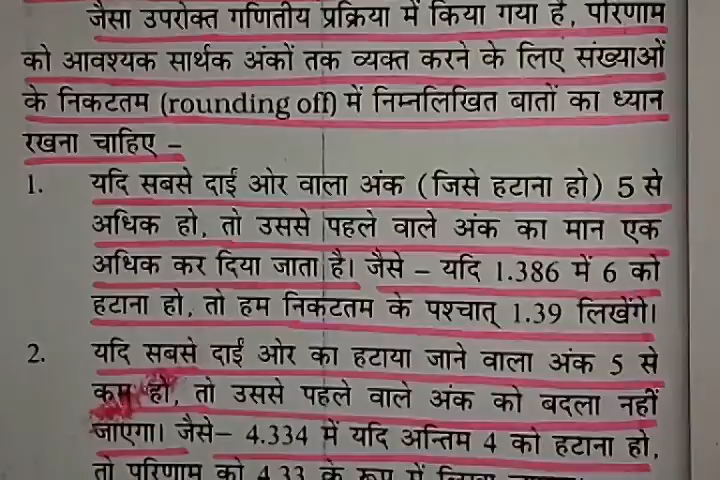 जैसा उपरोक्त गणितीय प्रक्रिया में किया गया है, परिणाम
को आवश्यक सार्थक अंकों तक व्यक्त करने के लिए संख्याओं
के निकटतम (rounding off) में निम्नलिखित बातों का ध्यान
रखना चाहिए –
1. यदि सबसे दाईं ओर वाला अंक (जिसे हटाना हो) 5 से
अधिक हो, तो उससे पहले वाले अंक का मान एक
अधिक कर दिया जाता है। जैसे – यदि 1.386 में 6 को
हटाना हो, तो हम निकटतम के पश्चात् 1.39 लिखेंगे।
2. यदि सबसे दाईं ओर का हटाया जाने वाला अंक 5 से
कम हो, तो उससे पहले वाले अंक को बदला नहीं
जाएगा। जैसे– 4.334 में यदि अन्तिम 4 को हटाना हो,
तो परिणाम को 4.33 के रूप में